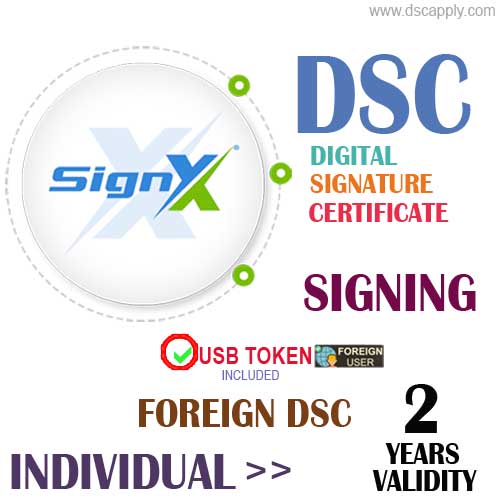 www.dscapply.com
DSC
DIGITAL
SIGNATURE
CERTIFICATE
SignX
SIGNING
USB TOKEN
INCLUDED
FOREIGN
USER
FOREIGN DSC
2
YEARS
VALIDITY
INDIVIDUAL >>